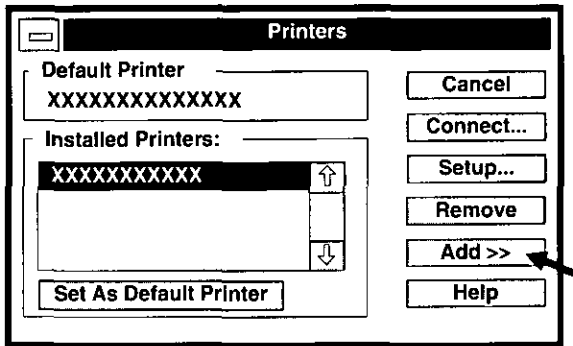 Printers
Default Printer
XXXXXXXXXXXXXX
Installed Printers:
XXXXXXXXXXX
Set As Default Printer
Cancel
Connect...
Setup...
Remove
Add >>
Help